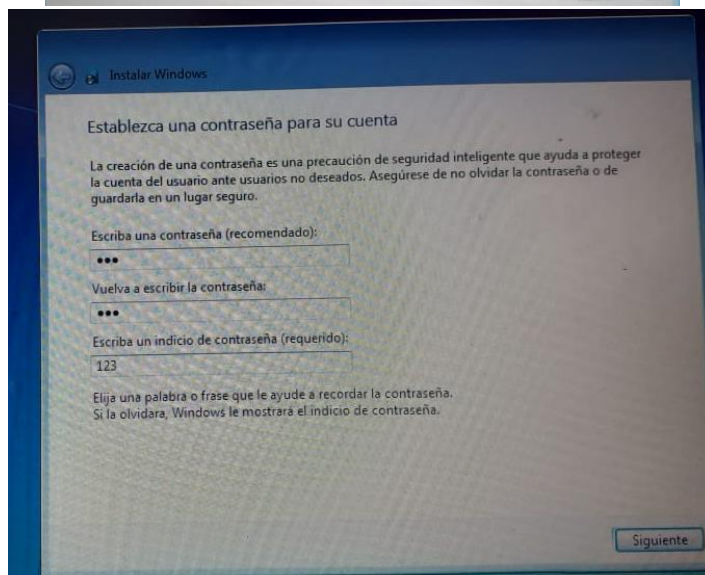 Instalar Windows
Establezca una contraseña para su cuenta
La creación de una contraseña es una precaución de seguridad inteligente que ayuda a proteger
la cuenta del usuario ante usuarios no deseados. Asegúrese de no olvidar la contraseña o de
guardarla en un lugar seguro.
Escriba una contraseña (recomendado):
•••
Vuelva a escribir la contraseña:
•••
Escriba un indicio de contraseña (requerido):
123
Elija una palabra o frase que le ayude a recordar la contraseña.
Si la olvidara, Windows le mostrará el indicio de contraseña.
Siguiente